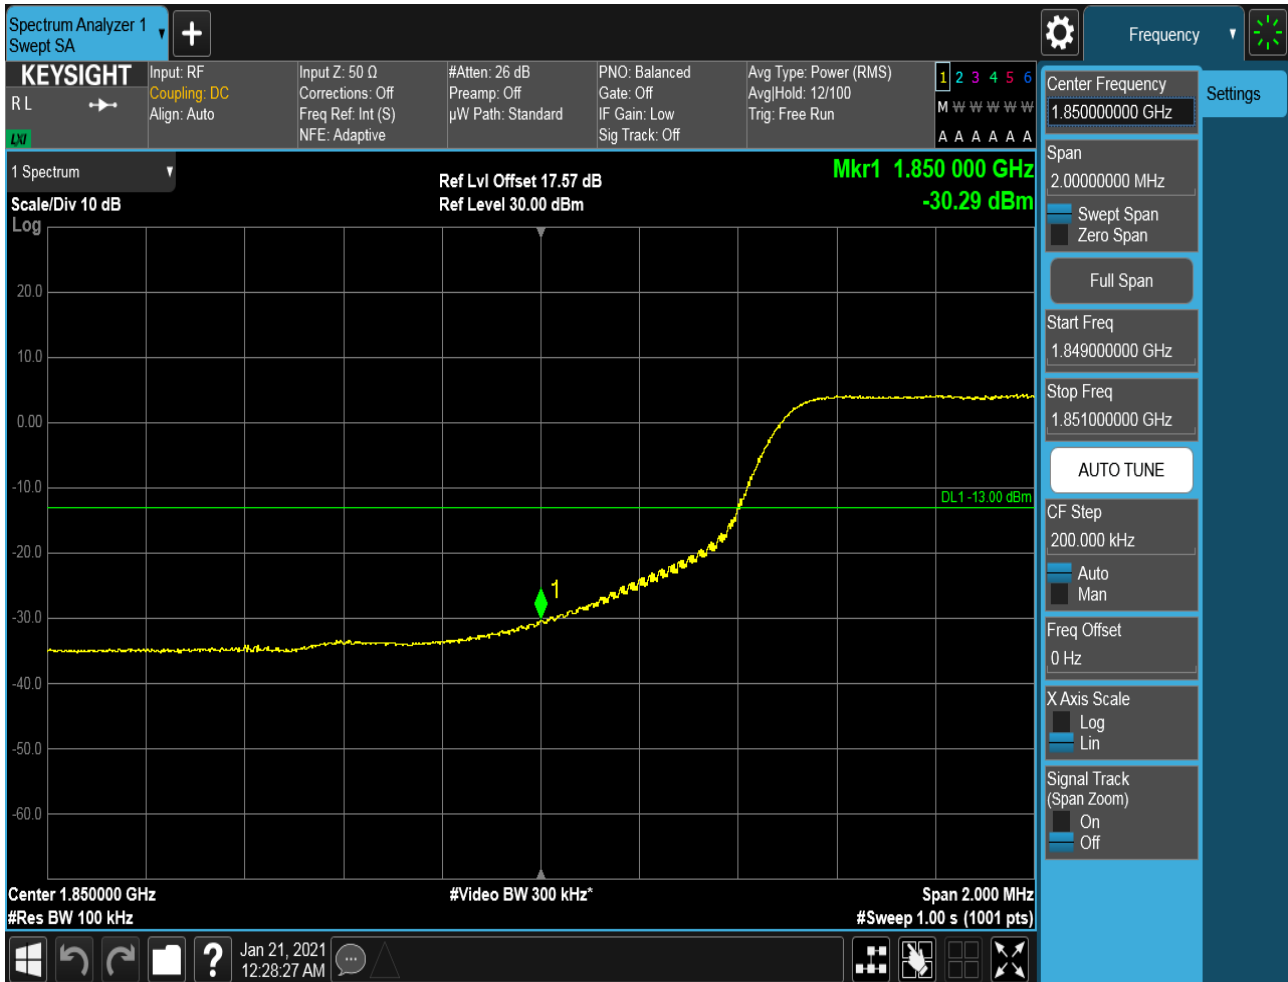 Spectrum Analyzer 1
Swept SA
Frequency
KEYSIGHT
R L
LXI
Input: RF
Coupling: DC
Align: Auto
Input Z: 50 Ω
Corrections: Off
Freq Ref: Int (S)
NFE: Adaptive
#Atten: 26 dB
Preamp: Off
µW Path: Standard
PNO: Balanced
Gate: Off
IF Gain: Low
Sig Track: Off
Avg Type: Power (RMS)
Avg|Hold: 12/100
Trig: Free Run
1 2 3 4 5 6
M W W W W W
A A A A A A
1 Spectrum
Scale/Div 10 dB
Log
Ref Lvl Offset 17.57 dB
Ref Level 30.00 dBm
Mkr1 1.850 000 GHz
-30.29 dBm
20.0
10.0
0.00
-10.0
-20.0
-30.0
-40.0
-50.0
-60.0
DL1 -13.00 dBm
1
Center 1.850000 GHz
#Res BW 100 kHz
#Video BW 300 kHz*
Span 2.000 MHz
#Sweep 1.00 s (1001 pts)
Jan 21, 2021
12:28:27 AM
Center Frequency
1.850000000 GHz
Settings
Span
2.00000000 MHz
Swept Span
Zero Span
Full Span
Start Freq
1.849000000 GHz
Stop Freq
1.851000000 GHz
AUTO TUNE
CF Step
200.000 kHz
Auto
Man
Freq Offset
0 Hz
X Axis Scale
Log
Lin
Signal Track
(Span Zoom)
On
Off